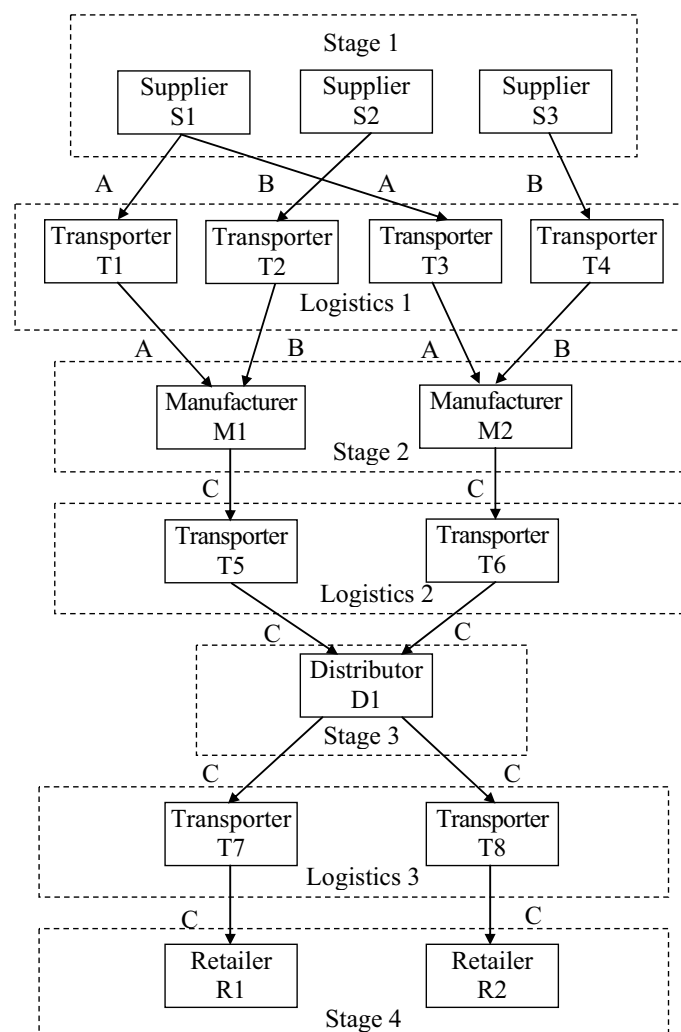 Stage 1
Supplier
S1
Supplier
S2
Supplier
S3
A
B
A
B
Transporter
T1
Transporter
T2
Transporter
T3
Transporter
T4
Logistics 1
A
B
A
B
Manufacturer
M1
Manufacturer
M2
Stage 2
C
C
Transporter
T5
Transporter
T6
Logistics 2
C
C
Distributor
D1
Stage 3
C
C
Transporter
T7
Transporter
T8
Logistics 3
C
C
Retailer
R1
Retailer
R2
Stage 4